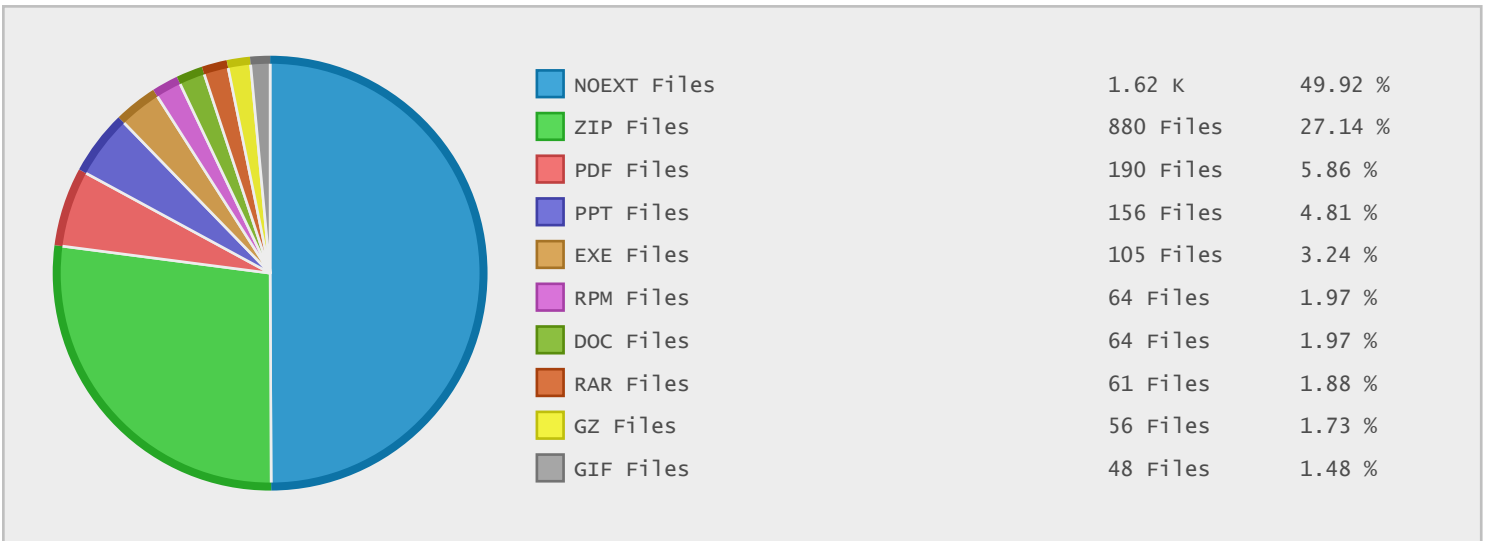 NOEXT Files 1.62 K 49.92 %
ZIP Files 880 Files 27.14 %
PDF Files 190 Files 5.86 %
PPT Files 156 Files 4.81 %
EXE Files 105 Files 3.24 %
RPM Files 64 Files 1.97 %
DOC Files 64 Files 1.97 %
RAR Files 61 Files 1.88 %
GZ Files 56 Files 1.73 %
GIF Files 48 Files 1.48 %